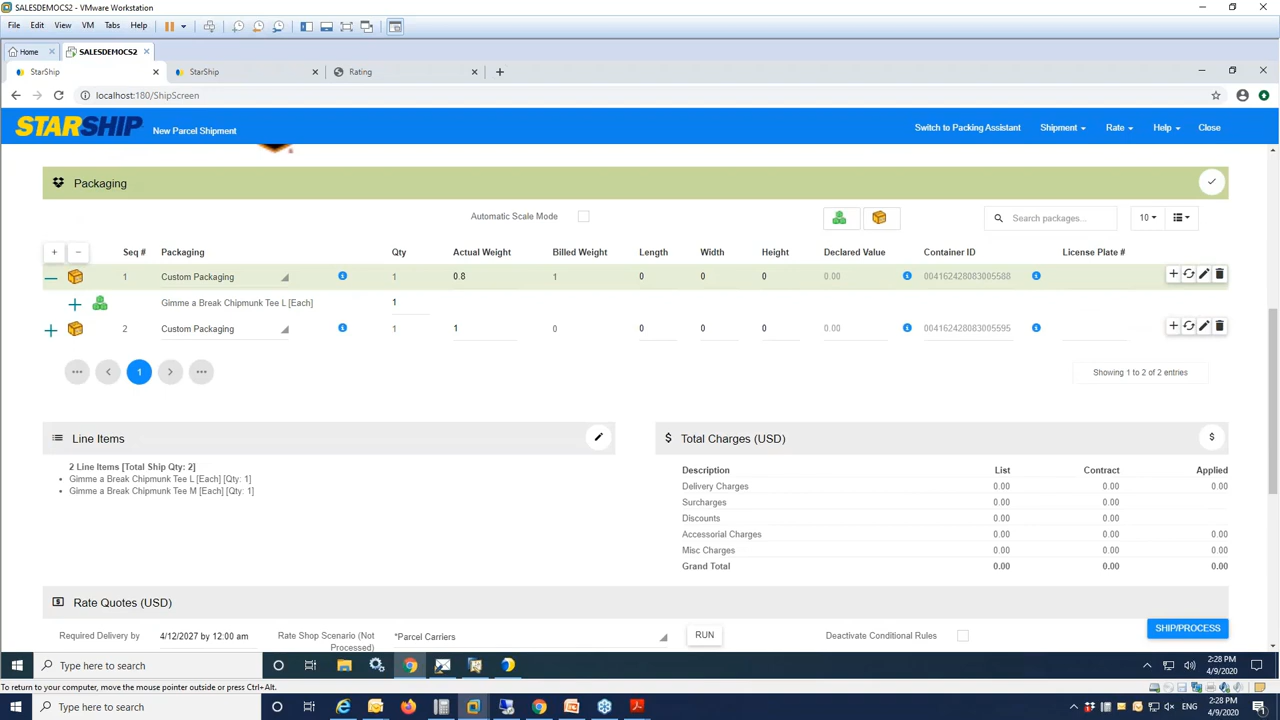 SALESDEMOCS2 - VMware Workstation
File Edit View VM Tabs Help
Home SALESDEMOCS2
StarShip StarShip Rating
localhost:180/ShipScreen
STARSHIP New Parcel Shipment Switch to Packing Assistant Shipment Rate Help Close
Packaging
Automatic Scale Mode Search packages... 10
Seq # Packaging Qty Actual Weight Billed Weight Length Width Height Declared Value Container ID License Plate #
1 Custom Packaging 1 0.8 1 0 0 0 0.00 004162428083005588
Gimme a Break Chipmunk Tee L [Each] 1
2 Custom Packaging 1 1 0 0 0 0 0.00 004162428083005595
1 Showing 1 to 2 of 2 entries
Line Items
2 Line Items [Total Ship Qty: 2]
Gimme a Break Chipmunk Tee L [Each] [Qty: 1]
Gimme a Break Chipmunk Tee M [Each] [Qty: 1]
Total Charges (USD)
Description List Contract Applied
Delivery Charges 0.00 0.00 0.00
Surcharges 0.00 0.00
Discounts 0.00 0.00
Accessorial Charges 0.00 0.00 0.00
Misc Charges 0.00 0.00 0.00
Grand Total 0.00 0.00 0.00
Rate Quotes (USD)
Required Delivery by 4/12/2027 by 12:00 am Rate Shop Scenario (Not
Processed) *Parcel Carriers RUN Deactivate Conditional Rules
SHIP/PROCESS
Type here to search 2:28 PM
4/9/2020
To return to your computer, move the mouse pointer outside or press Ctrl+Alt.
Type here to search 2:28 PM
4/9/2020